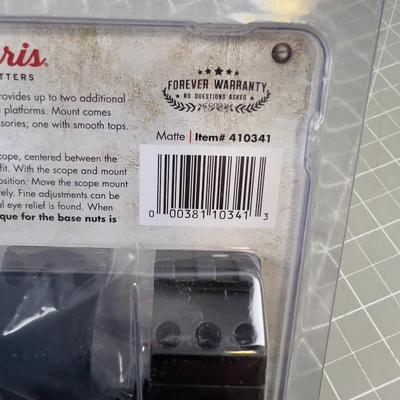 ris
TTERS
FOREVER WARRANTY
NO QUESTIONS ASKED
rovides up to two additional
platforms. Mount comes
sories; one with smooth tops.
Matte | Item# 410341
cope, centered between the
fit. With the scope and mount
osition. Move the scope mount
rely. Fine adjustments can be
al eye relief is found. When
que for the base nuts is
0 00381 10341 3